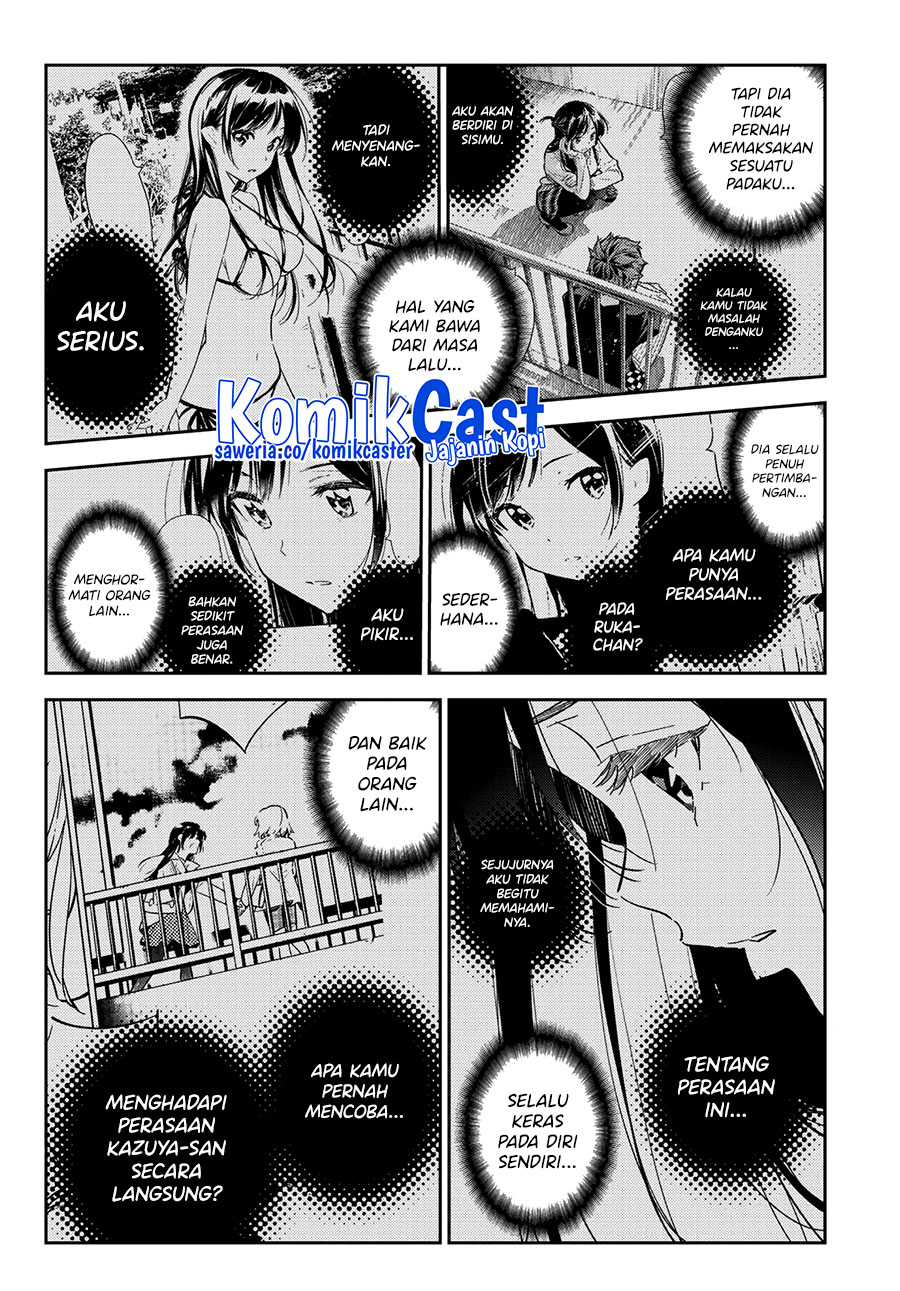 TAPI DIA
TIDAK
PERNAH
MEMAKSAKAN
SESUATU
PADAKU...
AKU AKAN
BERDIRI DI
SISIMU.
KALAU
KAMU TIDAK
MASALAH
DENGANKU
...
TADI
MENYENANG-
KAN.
HAL YANG
KAMI BAWA
DARI MASA
LALU...
AKU
SERIUS.
KomikCast
saweria.co/komikcaster Jajanin Kopi
DIA SELALU
PENUH
PERTIMBA-
NGAN...
APA KAMU
PUNYA
PERASAAN...
PADA
RUKA-
CHAN?
SEDER-
HANA...
AKU
PIKIR...
BAHKAN
SEDIKIT
PERASAAN
JUGA
BENAR.
MENGHOR-
MATI ORANG
LAIN...
SEJUJURNYA
AKU TIDAK
BEGITU
MEMAHAMI-
NYA.
TENTANG
PERASAAN
INI...
SELALU
KERAS
PADA DIRI
SENDIRI...
DAN BAIK
PADA
ORANG
LAIN...
APA KAMU
PERNAH
MENCOBA...
MENGHADAPI
PERASAAN
KAZUYA-SAN
SECARA
LANGSUNG?